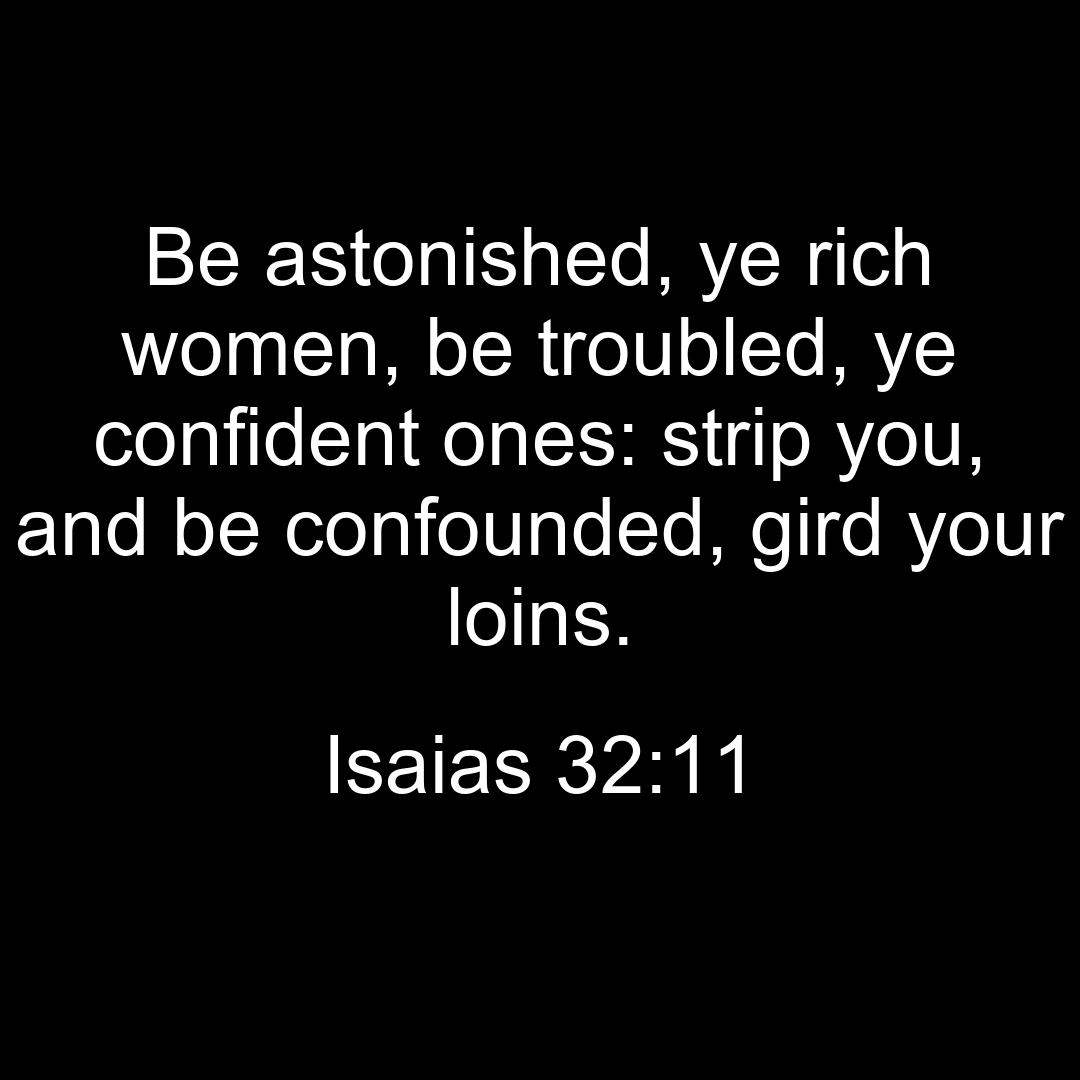 Be astonished, ye rich
women, be troubled, ye
confident ones: strip you,
and be confounded, gird your
loins.
Isaias 32:11